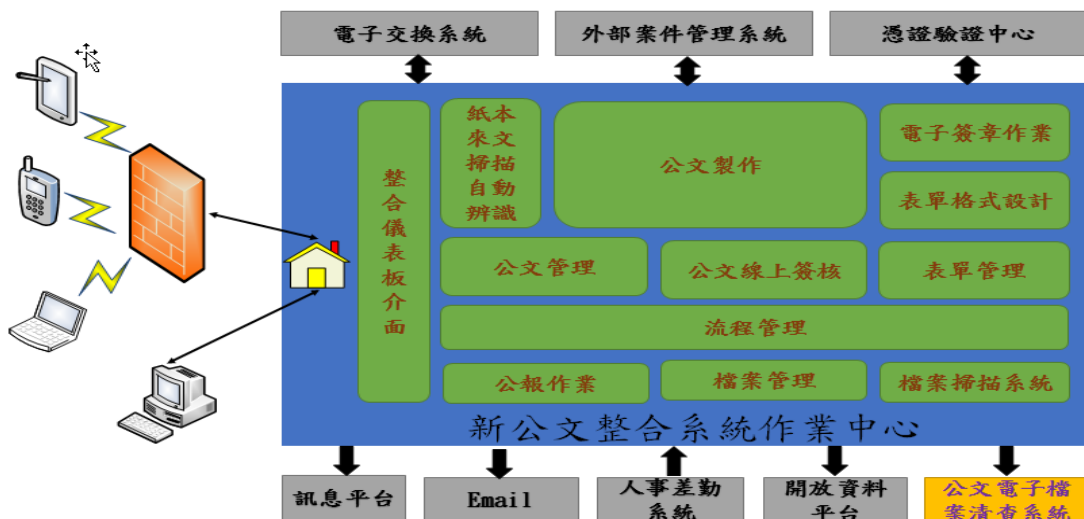 電子交換系統
外部案件管理系統
憑證驗證中心
整合儀表板介面
紙本
來文
掃描
自動
辨識
公文製作
電子簽章作業
表單格式設計
公文管理
公文線上簽核
表單管理
流程管理
公報作業
檔案管理
檔案掃描系統
新公文整合系統作業中心
訊息平台
Email
人事差勤
系統
開放資料
平台
公文電子檔
案清查系統